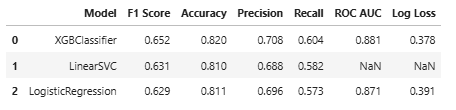 Model F1 Score Accuracy Precision Recall ROC AUC Log Loss
0 XGBClassifier 0.652 0.820 0.708 0.604 0.881 0.378
1 LinearSVC 0.631 0.810 0.688 0.582 NaN NaN
2 LogisticRegression 0.629 0.811 0.696 0.573 0.871 0.391